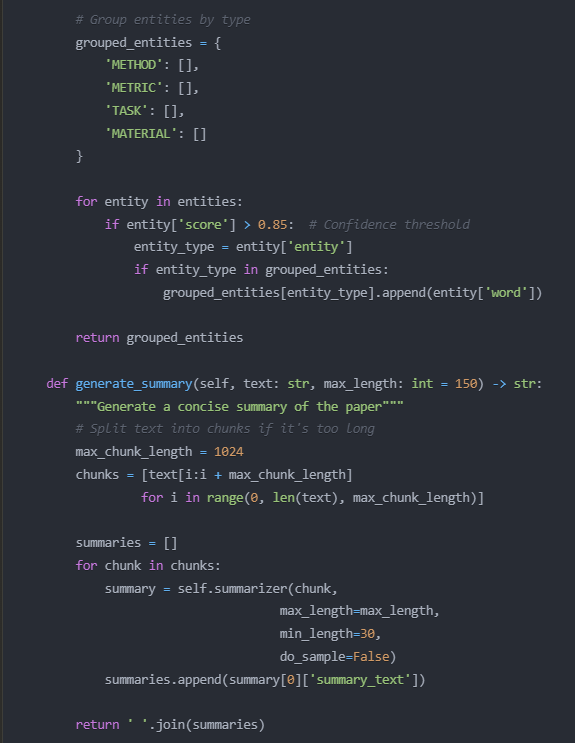 # Group entities by type
grouped_entities = {
'METHOD': [],
'METRIC': [],
'TASK': [],
'MATERIAL': []
}
for entity in entities:
if entity['score'] > 0.85:  # Confidence threshold
entity_type = entity['entity']
if entity_type in grouped_entities:
grouped_entities[entity_type].append(entity['word'])
return grouped_entities
def generate_summary(self, text: str, max_length: int = 150) -> str:
"""Generate a concise summary of the paper"""
# Split text into chunks if it's too long
max_chunk_length = 1024
chunks = [text[i:i + max_chunk_length]
for i in range(0, len(text), max_chunk_length)]
summaries = []
for chunk in chunks:
summary = self.summarizer(chunk,
max_length=max_length,
min_length=30,
do_sample=False)
summaries.append(summary[0]['summary_text'])
return ' '.join(summaries)